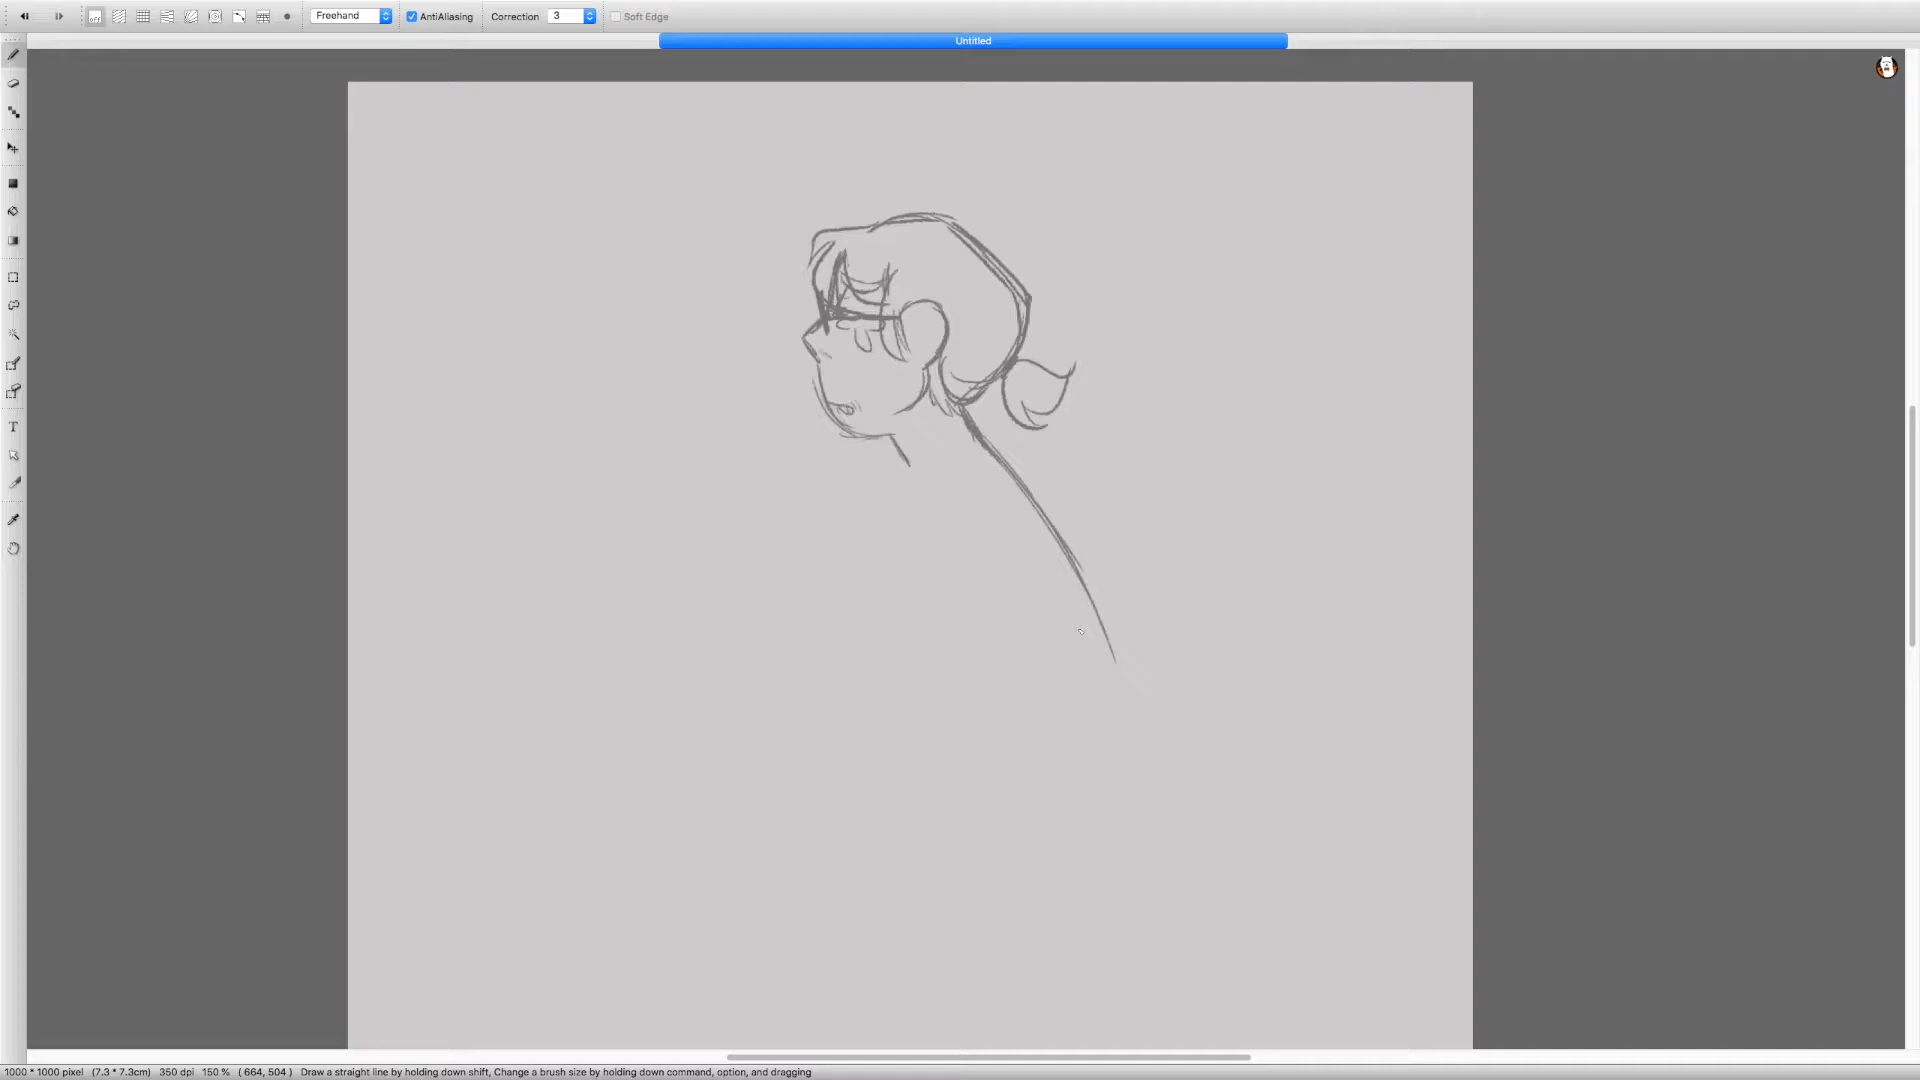 off Freehand AntiAliasing Correction 3 Soft Edge
Untitled
T
1000 * 1000 pixel (7.3 * 7.3cm) 350 dpi 150 % ( 664, 504 ) Draw a straight line by holding down shift, Change a brush size by holding down command, option, and dragging